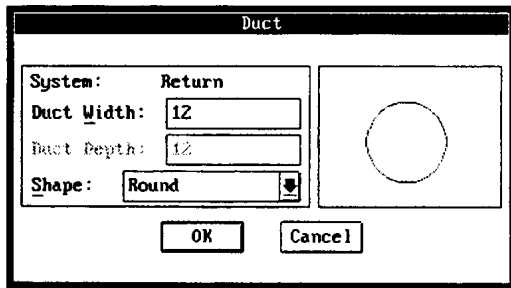 Duct
System: Return
Duct Width: 12
Duct Depth: 12
Shape: Round
OK Cancel